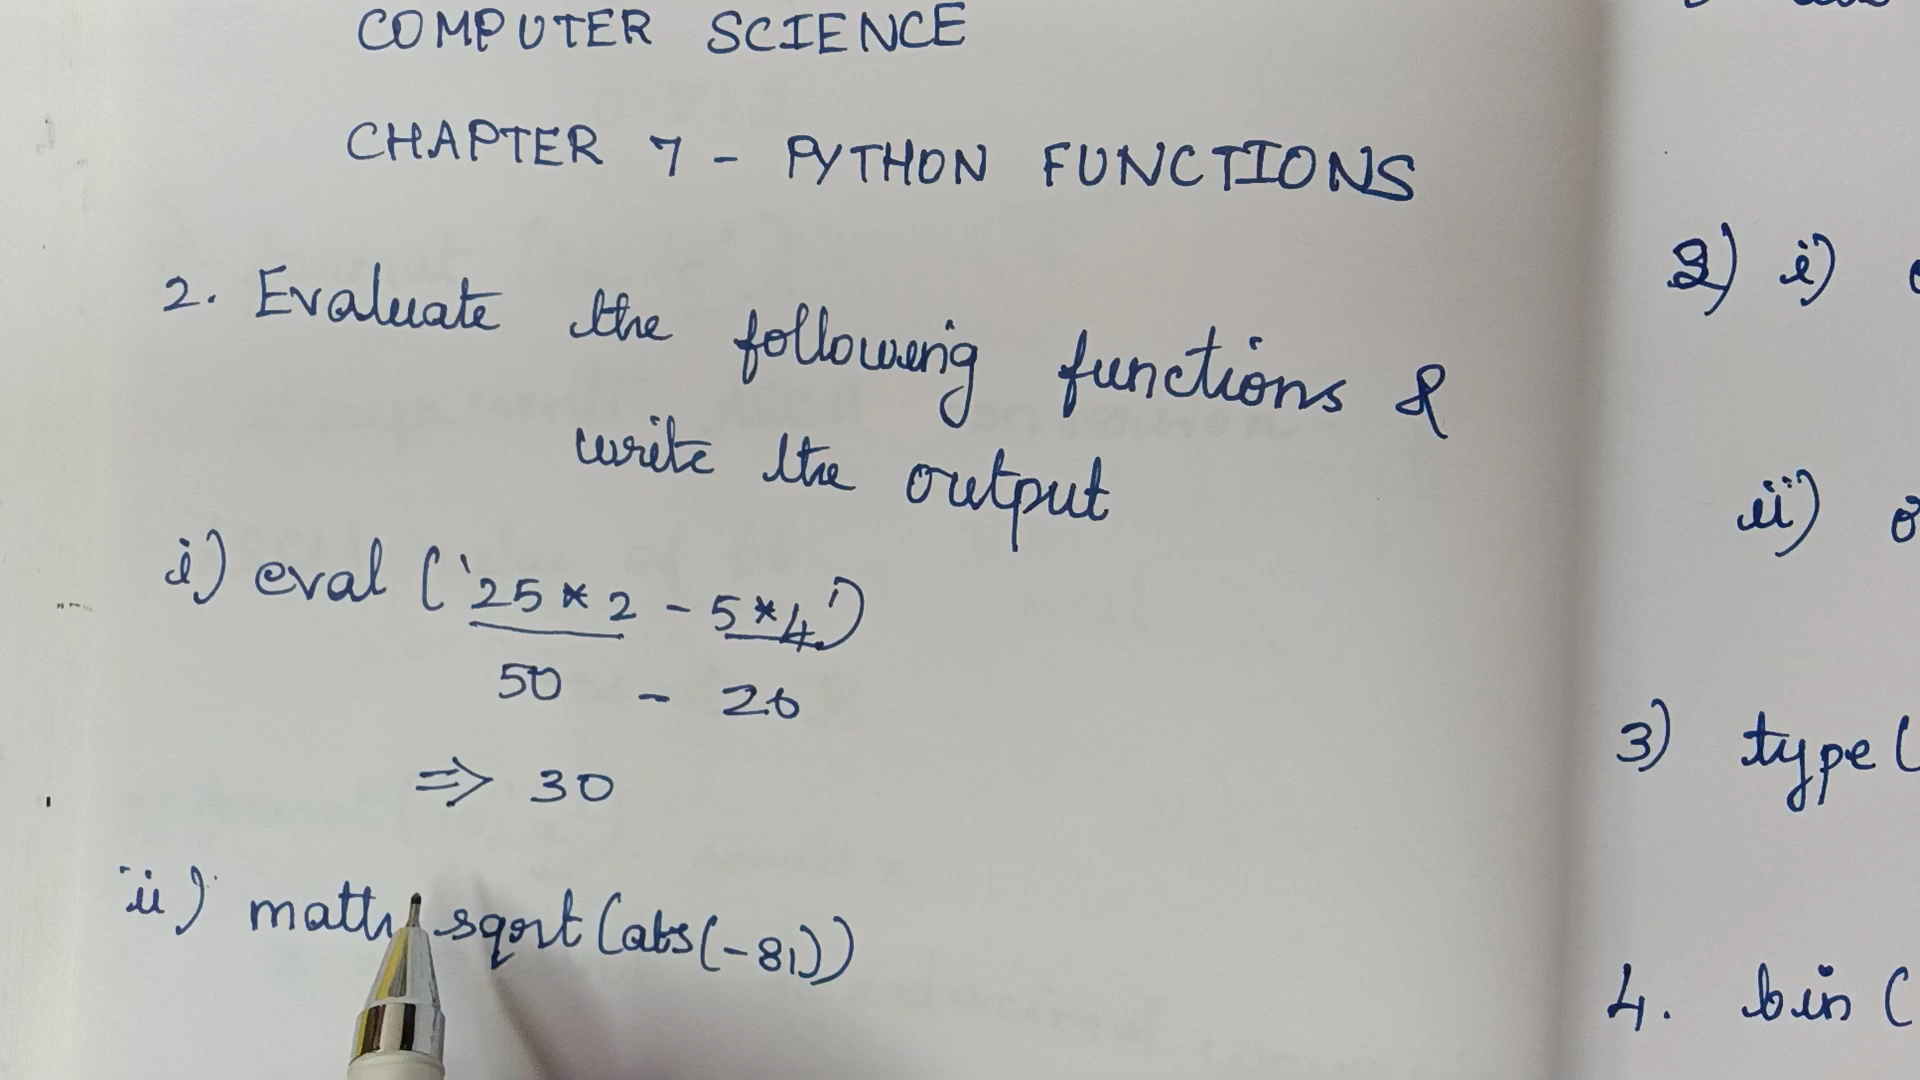 COMPUTER SCIENCE
CHAPTER 7 - PYTHON FUNCTIONS
2. Evaluate the following functions &
write the output
i) eval ('25 * 2 - 5 * 4')
50 - 20
⇒ 30
ii) math.sqrt(abs(-81))
2) i)
ii)
3) type(
4. bin (